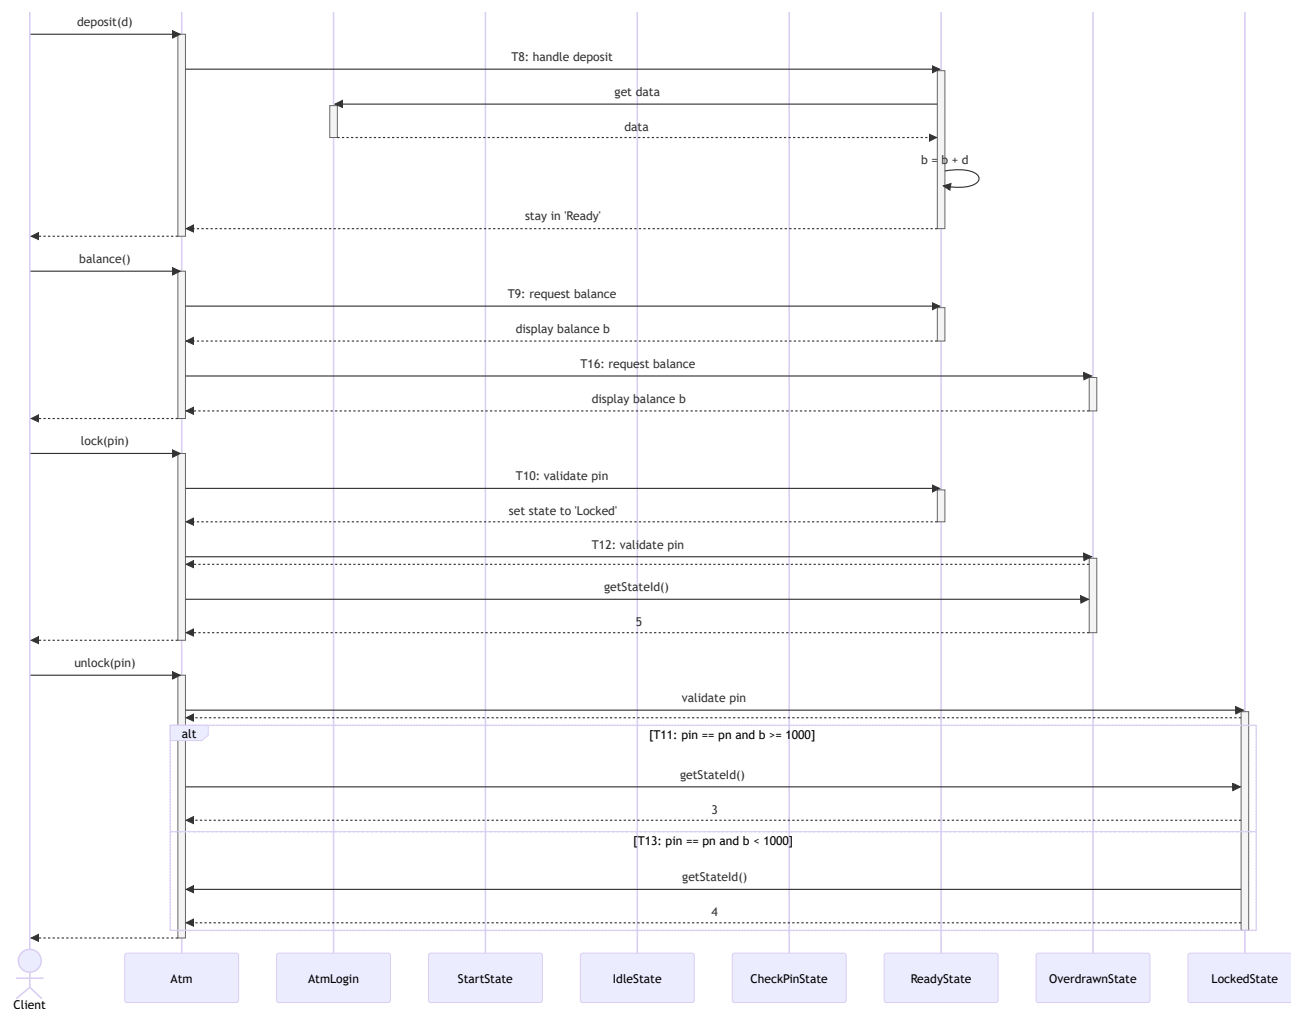 deposit(d)
T8: handle deposit
get data
data
b = b + d
stay in 'Ready'
balance()
T9: request balance
display balance b
T16: request balance
display balance b
lock(pin)
T10: validate pin
set state to 'Locked'
T12: validate pin
getStateId()
5
unlock(pin)
validate pin
alt
[T11: pin == pn and b >= 1000]
getStateId()
3
[T13: pin == pn and b < 1000]
getStateId()
4
Client
Atm
AtmLogin
StartState
IdleState
CheckPinState
ReadyState
OverdrawnState
LockedState